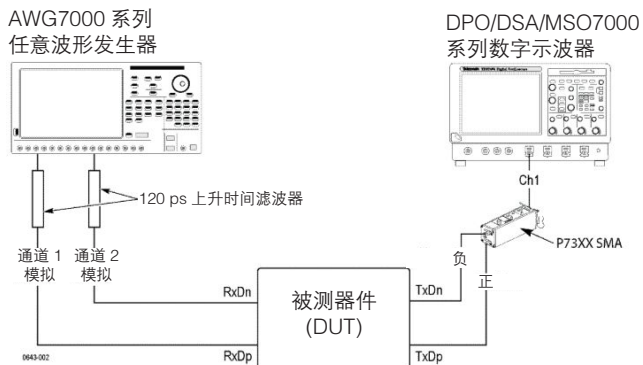 AWG7000 系列
任意波形发生器
DPO/DSA/MSO7000
系列数字示波器
Ch1
120 ps 上升时间滤波器
P73XX SMA
通道 1
模拟
通道 2
模拟
负
正
RxDn
TxDn
被测器件
(DUT)
RxDp
TxDp
0643-002